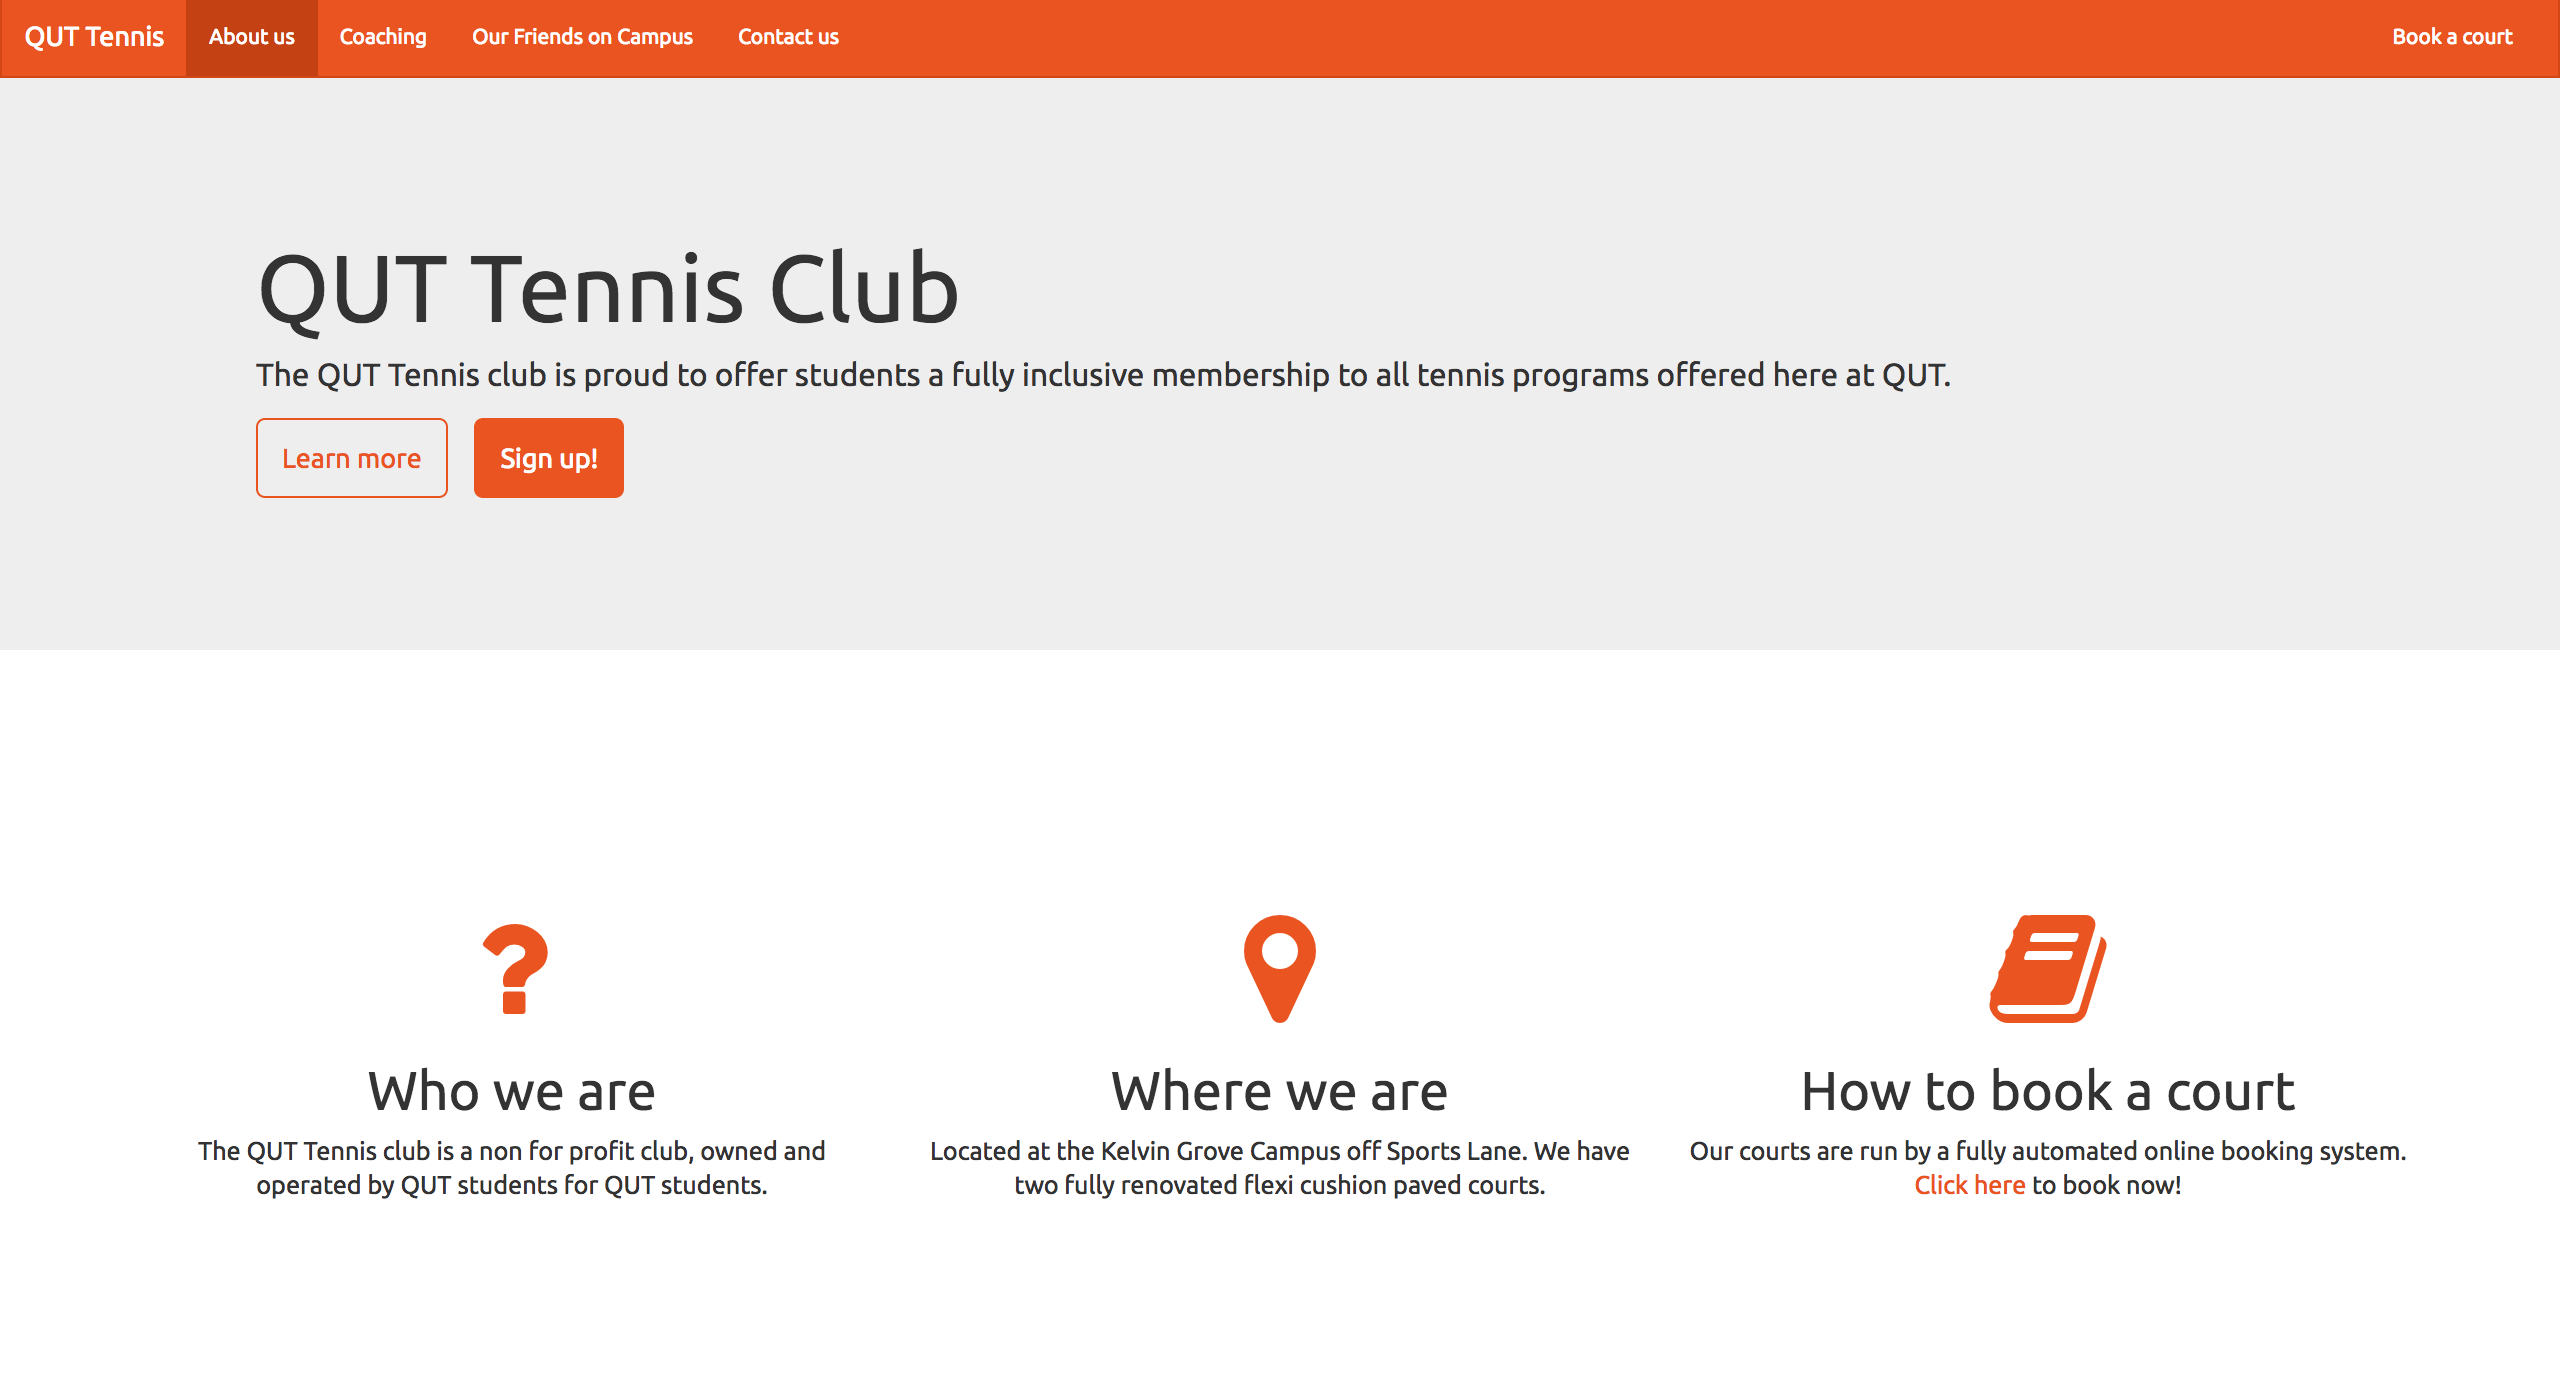 QUT Tennis About us Coaching Our Friends on Campus Contact us Book a court
QUT Tennis Club
The QUT Tennis club is proud to offer students a fully inclusive membership to all tennis programs offered here at QUT.
Learn more Sign up!
Who we are
The QUT Tennis club is a non for profit club, owned and
operated by QUT students for QUT students.
Where we are
Located at the Kelvin Grove Campus off Sports Lane. We have
two fully renovated flexi cushion paved courts.
How to book a court
Our courts are run by a fully automated online booking system.
Click here to book now!